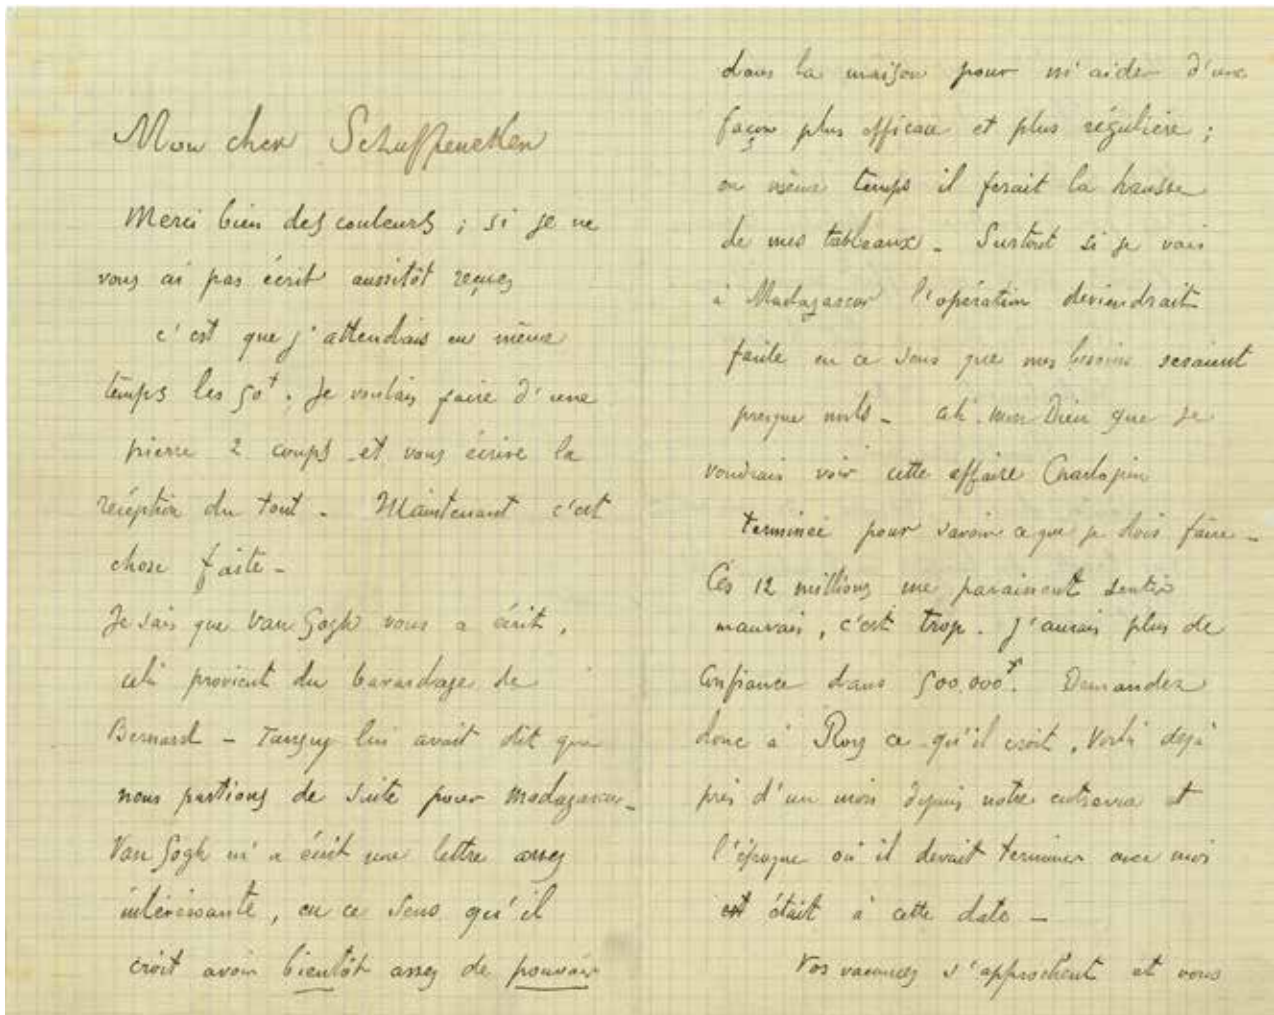 Mon cher Schuffenecker
Merci bien des couleurs ; si je ne
vous ai pas écrit aussitôt reçues
c'est que j'attendais en même
temps les 50f. Je voulais faire d'une
pierre 2 coups et vous écrire la
réception du tout _ Maintenant c'est
chose faite _
Je sais que Van Gogh vous a écrit,
cela provient du bavardage de
Bernard _ Tanguy lui avait dit que
nous partions de suite pour Madagascar _
Van Gogh m'a écrit une lettre assez
intéressante, en ce sens qu'il
croit avoir bientôt assez de pouvoir
dans la maison pour m'aider d'une
façon plus efficace et plus régulière ;
en même temps il ferait la hausse
de mes tableaux _ Surtout si je vais
à Madagascar l'opération deviendrait
facile en ce sens que mes besoins seraient
presque nuls _ Ah. mon Dieu que je
voudrais voir cette affaire Charlopin
terminée pour savoir ce que je dois faire _
Ces 12 millions me paraissent sentir
mauvais, c'est trop. J'aurais plus de
confiance dans 500,000f. Demandez
donc à Roy ce qu'il croit. Voilà déjà
près d'un mois depuis notre entrevue et
l'époque où il devait terminer avec moi
était à cette date _
Vos vacances s'approchent et vous